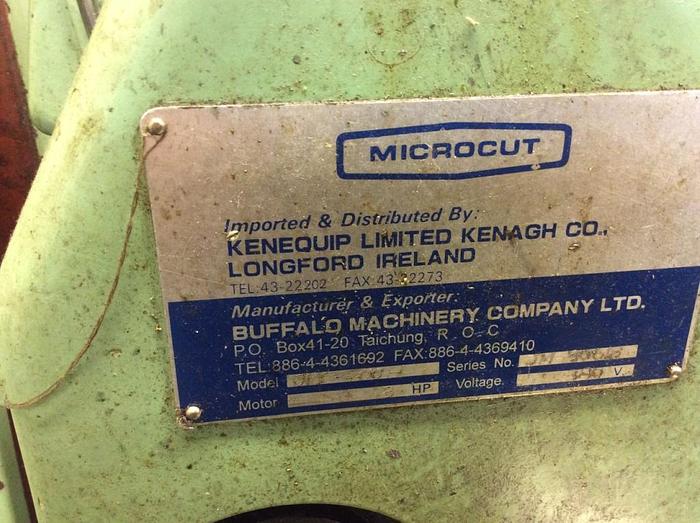 MICROCUT
Imported & Distributed By:
KENEQUIP LIMITED KENAGH CO.,
LONGFORD IRELAND
TEL:43-22202 FAX:43-22273
Manufacturer & Exporter:
BUFFALO MACHINERY COMPANY LTD.
P.O. Box41-20 Taichung, R O C
TEL:886-4-4361692 FAX:886-4-4369410
Model Series No.
Motor HP Voltage V